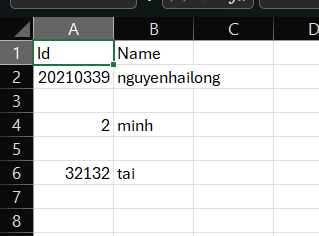 A B C D
1 Id Name
2 20210339 nguyenhailong
3
4 2 minh
5
6 32132 tai
7
8